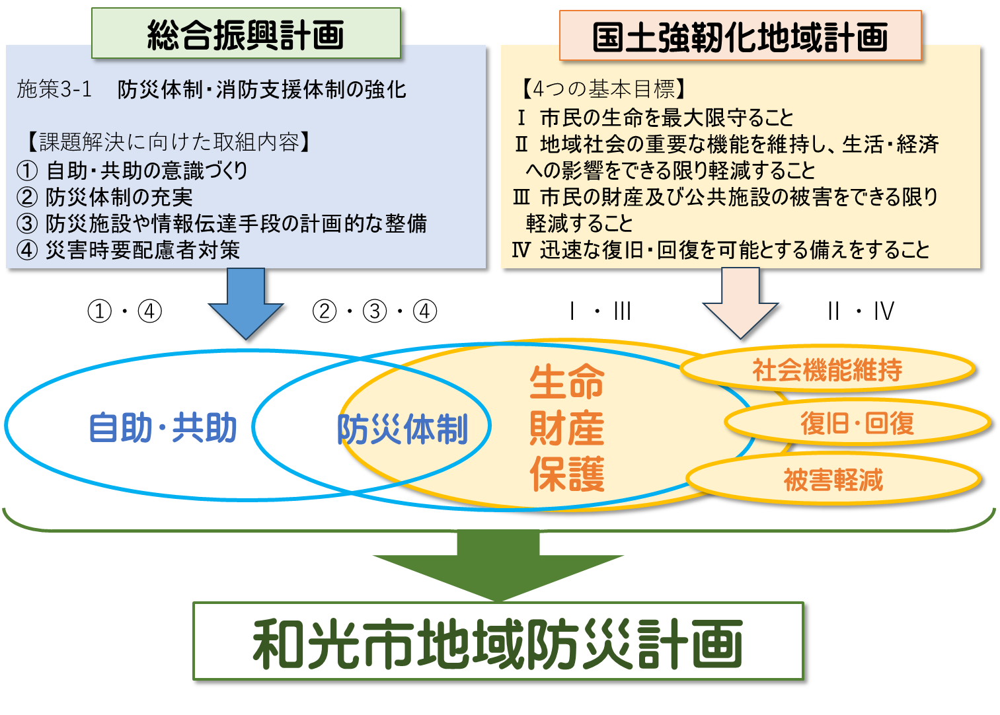 総合振興計画
施策3-1　防災体制・消防支援体制の強化
【課題解決に向けた取組内容】
① 自助・共助の意識づくり
② 防災体制の充実
③ 防災施設や情報伝達手段の計画的な整備
④ 災害時要配慮者対策
国土強靭化地域計画
【4つの基本目標】
Ⅰ 市民の生命を最大限守ること
Ⅱ 地域社会の重要な機能を維持し、生活・経済
への影響をできる限り軽減すること
Ⅲ 市民の財産及び公共施設の被害をできる限り
軽減すること
Ⅳ 迅速な復旧・回復を可能とする備えをすること
①・④
②・③・④
Ⅰ・Ⅲ
Ⅱ・Ⅳ
自助・共助
防災体制
生命
財産
保護
社会機能維持
復旧・回復
被害軽減
和光市地域防災計画